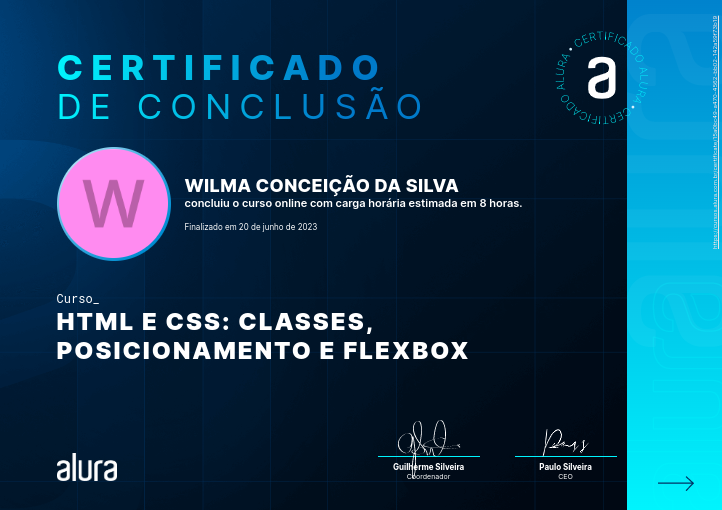 CERTIFICADO
DE CONCLUSÃO
CERTIFICADO ALURA • CERTIFICADO ALURA •
a
W
WILMA CONCEIÇÃO DA SILVA
concluiu o curso online com carga horária estimada em 8 horas.
Finalizado em 20 de junho de 2023
Curso_
HTML E CSS: CLASSES,
POSICIONAMENTO E FLEXBOX
alura
Guilherme Silveira
Coordenador
Paulo Silveira
CEO